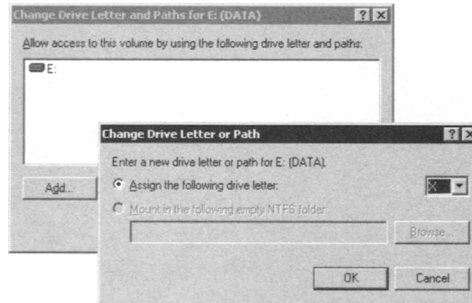 Change Drive Letter and Paths for E: (DATA)
Allow access to this volume by using the following drive letter and paths:
E:
Add...
Change Drive Letter or Path
Enter a new drive letter or path for E: (DATA).
Assign the following drive letter:
X
Mount in the following empty NTFS folder:
Browse...
OK
Cancel